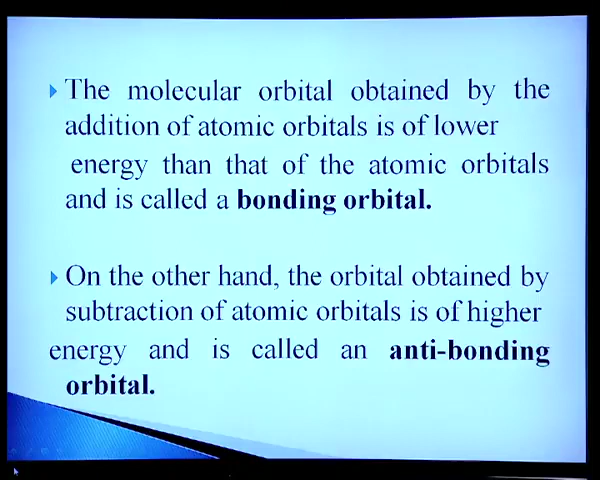 The molecular orbital obtained by the
addition of atomic orbitals is of lower
energy than that of the atomic orbitals
and is called a bonding orbital.
On the other hand, the orbital obtained by
subtraction of atomic orbitals is of higher
energy and is called an anti-bonding
orbital.